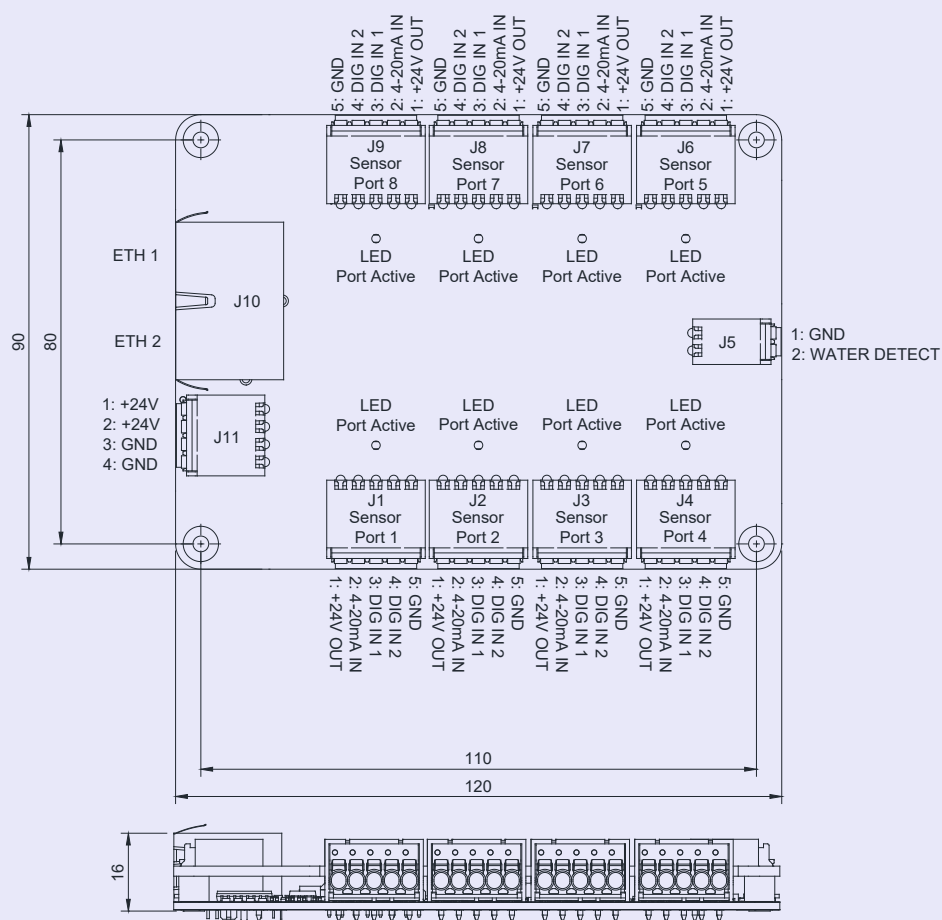 5: GND
4: DIG IN 2
3: DIG IN 1
2: 4-20mA IN
1: +24V OUT
5: GND
4: DIG IN 2
3: DIG IN 1
2: 4-20mA IN
1: +24V OUT
5: GND
4: DIG IN 2
3: DIG IN 1
2: 4-20mA IN
1: +24V OUT
5: GND
4: DIG IN 2
3: DIG IN 1
2: 4-20mA IN
1: +24V OUT
J9
Sensor
Port 8
J8
Sensor
Port 7
J7
Sensor
Port 6
J6
Sensor
Port 5
LED
Port Active
LED
Port Active
LED
Port Active
LED
Port Active
ETH 1
J10
ETH 2
90
80
J5
1: GND
2: WATER DETECT
1: +24V
2: +24V
3: GND
4: GND
J11
LED
Port Active
LED
Port Active
LED
Port Active
LED
Port Active
J1
Sensor
Port 1
J2
Sensor
Port 2
J3
Sensor
Port 3
J4
Sensor
Port 4
1: +24V OUT
2: 4-20mA IN
3: DIG IN 1
4: DIG IN 2
5: GND
1: +24V OUT
2: 4-20mA IN
3: DIG IN 1
4: DIG IN 2
5: GND
1: +24V OUT
2: 4-20mA IN
3: DIG IN 1
4: DIG IN 2
5: GND
1: +24V OUT
2: 4-20mA IN
3: DIG IN 1
4: DIG IN 2
5: GND
110
120
16